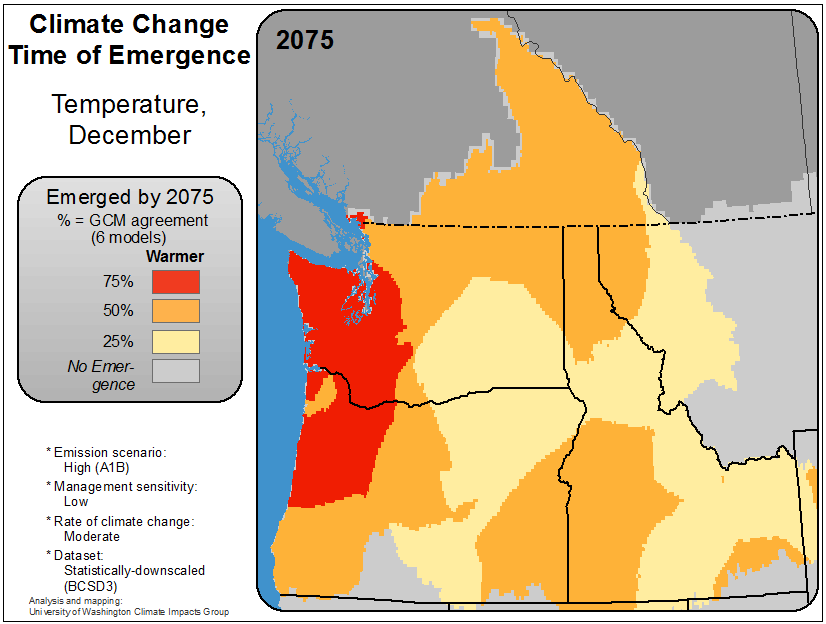 Climate Change
Time of Emergence
Temperature,
December
Emerged by 2075
% = GCM agreement
(6 models)
Warmer
75%
50%
25%
No Emer-
gence
* Emission scenario:
High (A1B)
* Management sensitivity:
Low
* Rate of climate change:
Moderate
* Dataset:
Statistically-downscaled
(BCSD3)
Analysis and mapping:
University of Washington Climate Impacts Group
2075